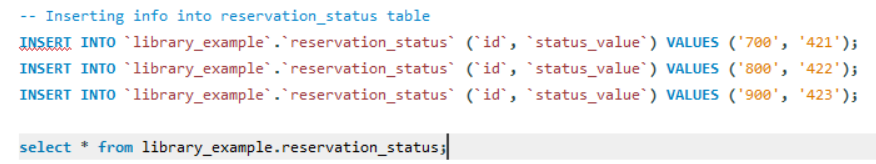 -- Inserting info into reservation_status table
INSERT INTO `library_example`.`reservation_status` (`id`, `status_value`) VALUES ('700', '421');
INSERT INTO `library_example`.`reservation_status` (`id`, `status_value`) VALUES ('800', '422');
INSERT INTO `library_example`.`reservation_status` (`id`, `status_value`) VALUES ('900', '423');
select * from library_example.reservation_status;